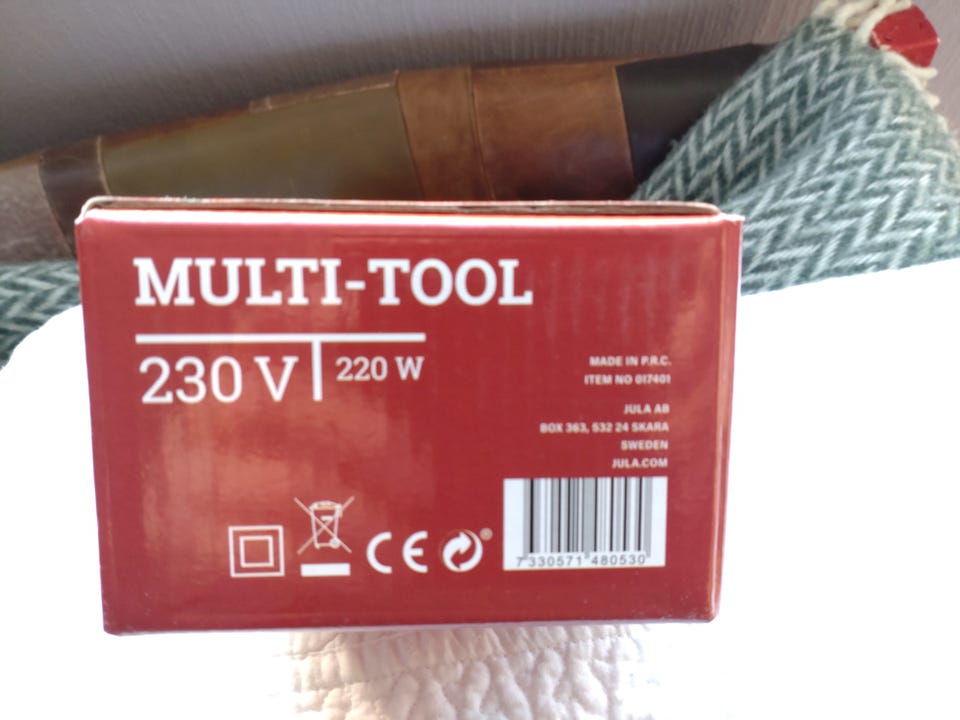 MULTI-TOOL
230 V 220 W
MADE IN P.R.C.
ITEM NO 017401
JULA AB
BOX 363, 532 24 SKARA
SWEDEN
JULA.COM
CE
7 330571 480530